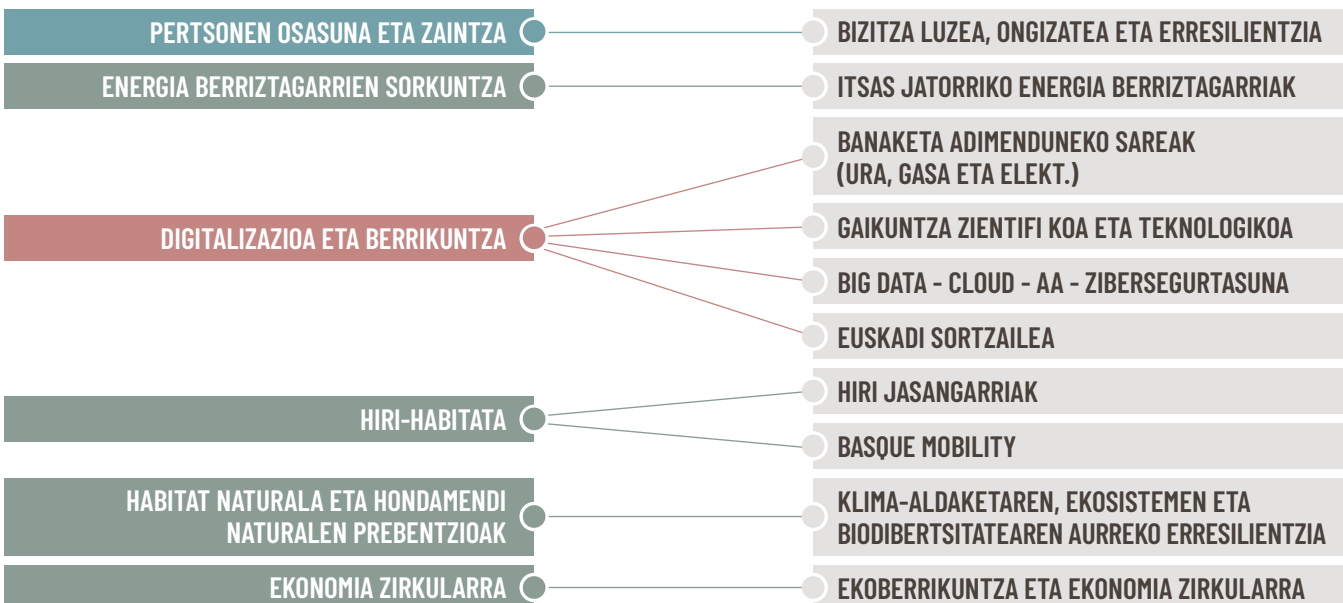 PERTSONEN OSASUNA ETA ZAINTZA
BIZITZA LUZEA, ONGIZATEA ETA ERRESILIENTZIA
ENERGIA BERRIZTAGARRIEN SORKUNTZA
ITSAS JATORRIKO ENERGIA BERRIZTAGARRIAK
DIGITALIZAZIOA ETA BERRIKUNTZA
BANAKETA ADIMENDUNEKO SAREAK
(URA, GASA ETA ELEKT.)
GAIKUNTZA ZIENTIFI KOA ETA TEKNOLOGIKOA
BIG DATA - CLOUD - AA - ZIBERSEGURTASUNA
EUSKADI SORTZAILEA
HIRI-HABITATA
HIRI JASANGARRIAK
BASQUE MOBILITY
HABITAT NATURALA ETA HONDAMENDI
NATURALEN PREBENTZIOAK
KLIMA-ALDAKETAREN, EKOSISTEMEN ETA
BIODIBERTSITATEAREN AURREKO ERRESILIENTZIA
EKONOMIA ZIRKULARRA
EKOBERRIKUNTZA ETA EKONOMIA ZIRKULARRA